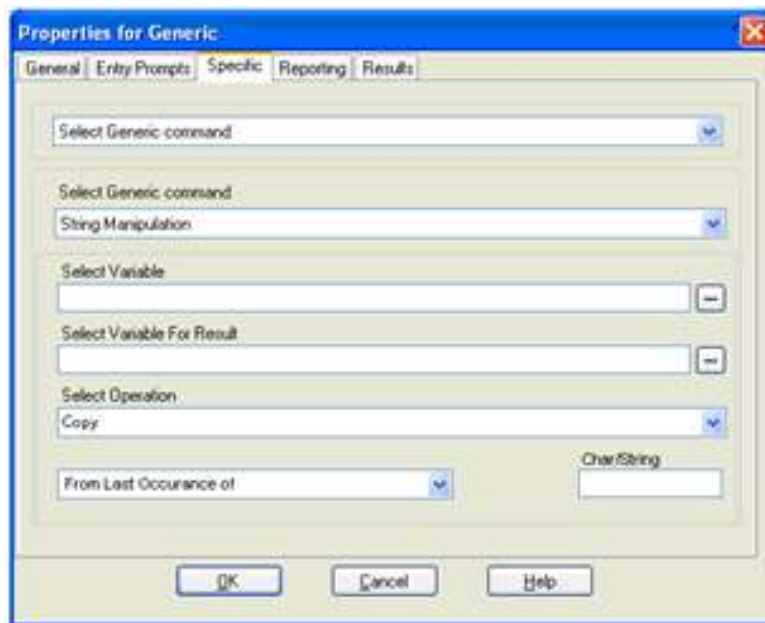 Properties for Generic
General Entry Prompts Specific Reporting Results
Select Generic command
Select Generic command
String Manipulation
Select Variable
...
Select Variable For Result
...
Select Operation
Copy
Char/String
From Last Occurance of
OK Cancel Help